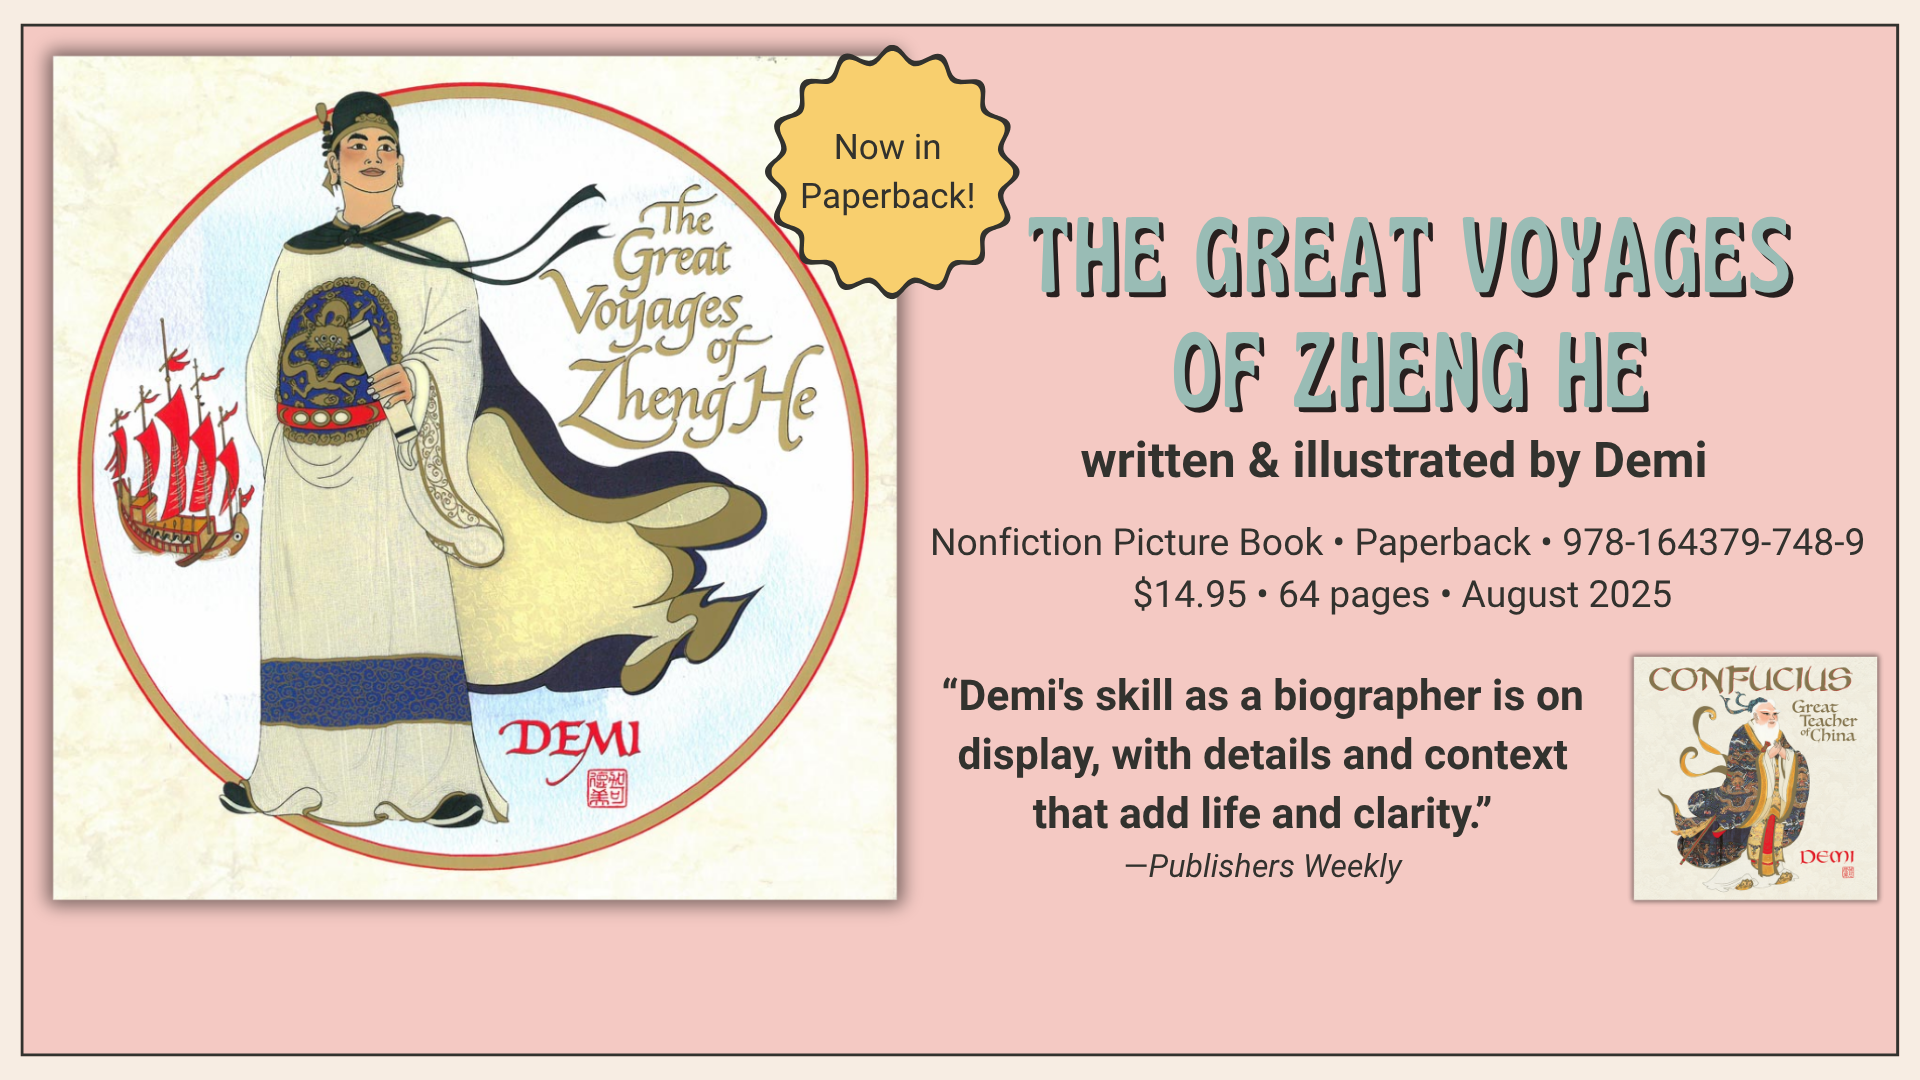 The
Great
Voyages
of
Zheng He
DEMI
Now in
Paperback!
THE GREAT VOYAGES
OF ZHENG HE
written & illustrated by Demi
Nonfiction Picture Book • Paperback • 978-164379-748-9
$14.95 • 64 pages • August 2025
“Demi's skill as a biographer is on
display, with details and context
that add life and clarity.”
—Publishers Weekly
CONFUCIUS
Great
Teacher
of China
DEMI